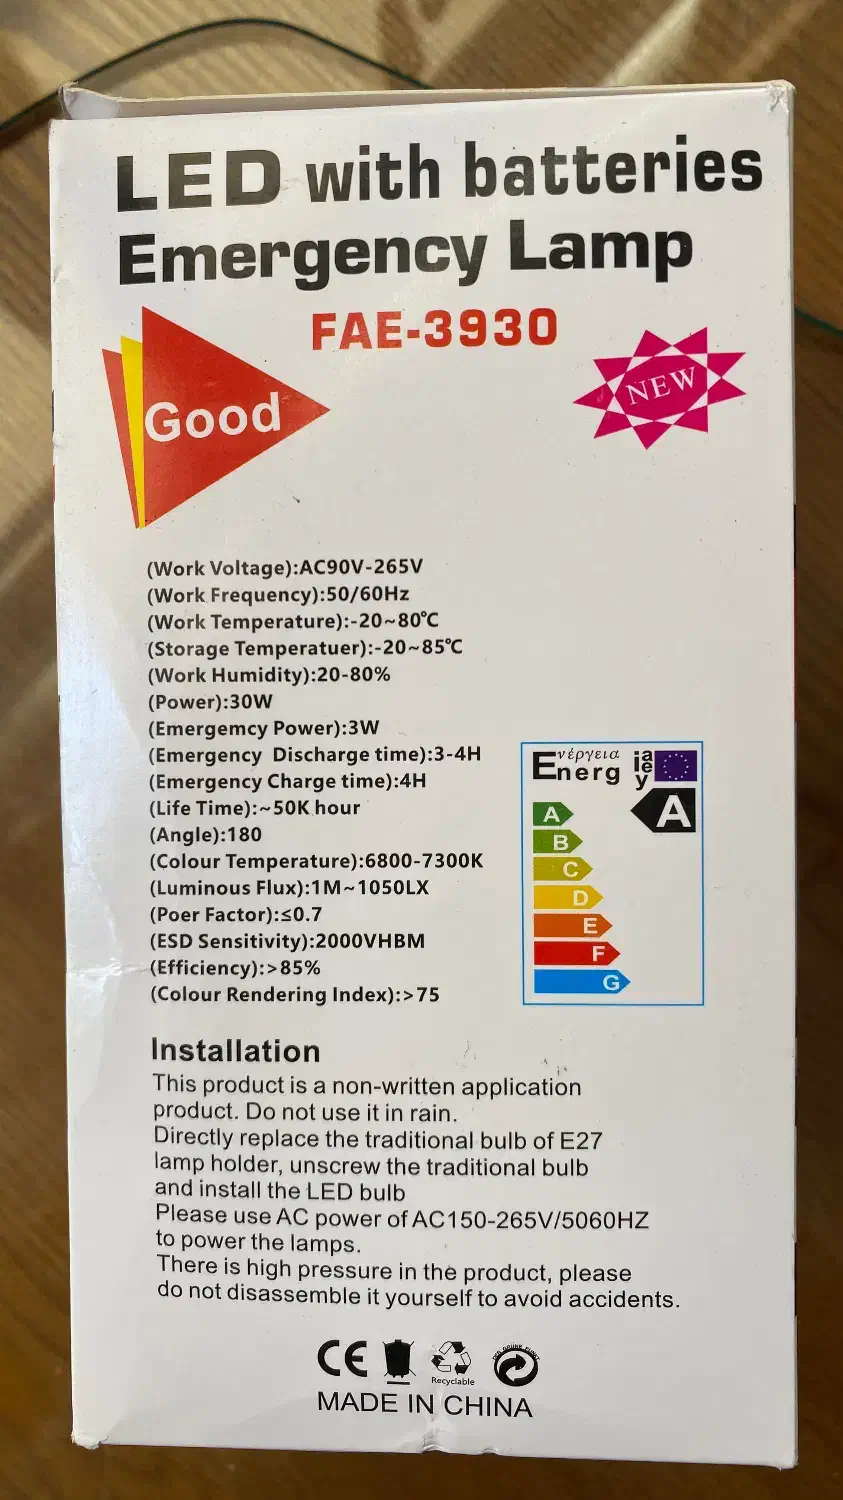 LED with batteries
Emergency Lamp
FAE-3930
Good
NEW
(Work Voltage):AC90V-265V
(Work Frequency):50/60Hz
(Work Temperature):-20~80℃
(Storage Temperatuer):-20~85℃
(Work Humidity):20-80%
(Power):30W
(Emergemcy Power):3W
(Emergency Discharge time):3-4H
(Emergency Charge time):4H
(Life Time):~50K hour
(Angle):180
(Colour Temperature):6800-7300K
(Luminous Flux):1M~1050LX
(Poer Factor):≤0.7
(ESD Sensitivity):2000VHBM
(Efficiency):>85%
(Colour Rendering Index):>75
Energ
νέργεια
ia
ie
y
A
A
B
C
D
E
F
G
Installation
This product is a non-written application
product. Do not use it in rain.
Directly replace the traditional bulb of E27
lamp holder, unscrew the traditional bulb
and install the LED bulb
Please use AC power of AC150-265V/5060HZ
to power the lamps.
There is high pressure in the product, please
do not disassemble it yourself to avoid accidents.
CE
Recyclable
MADE IN CHINA